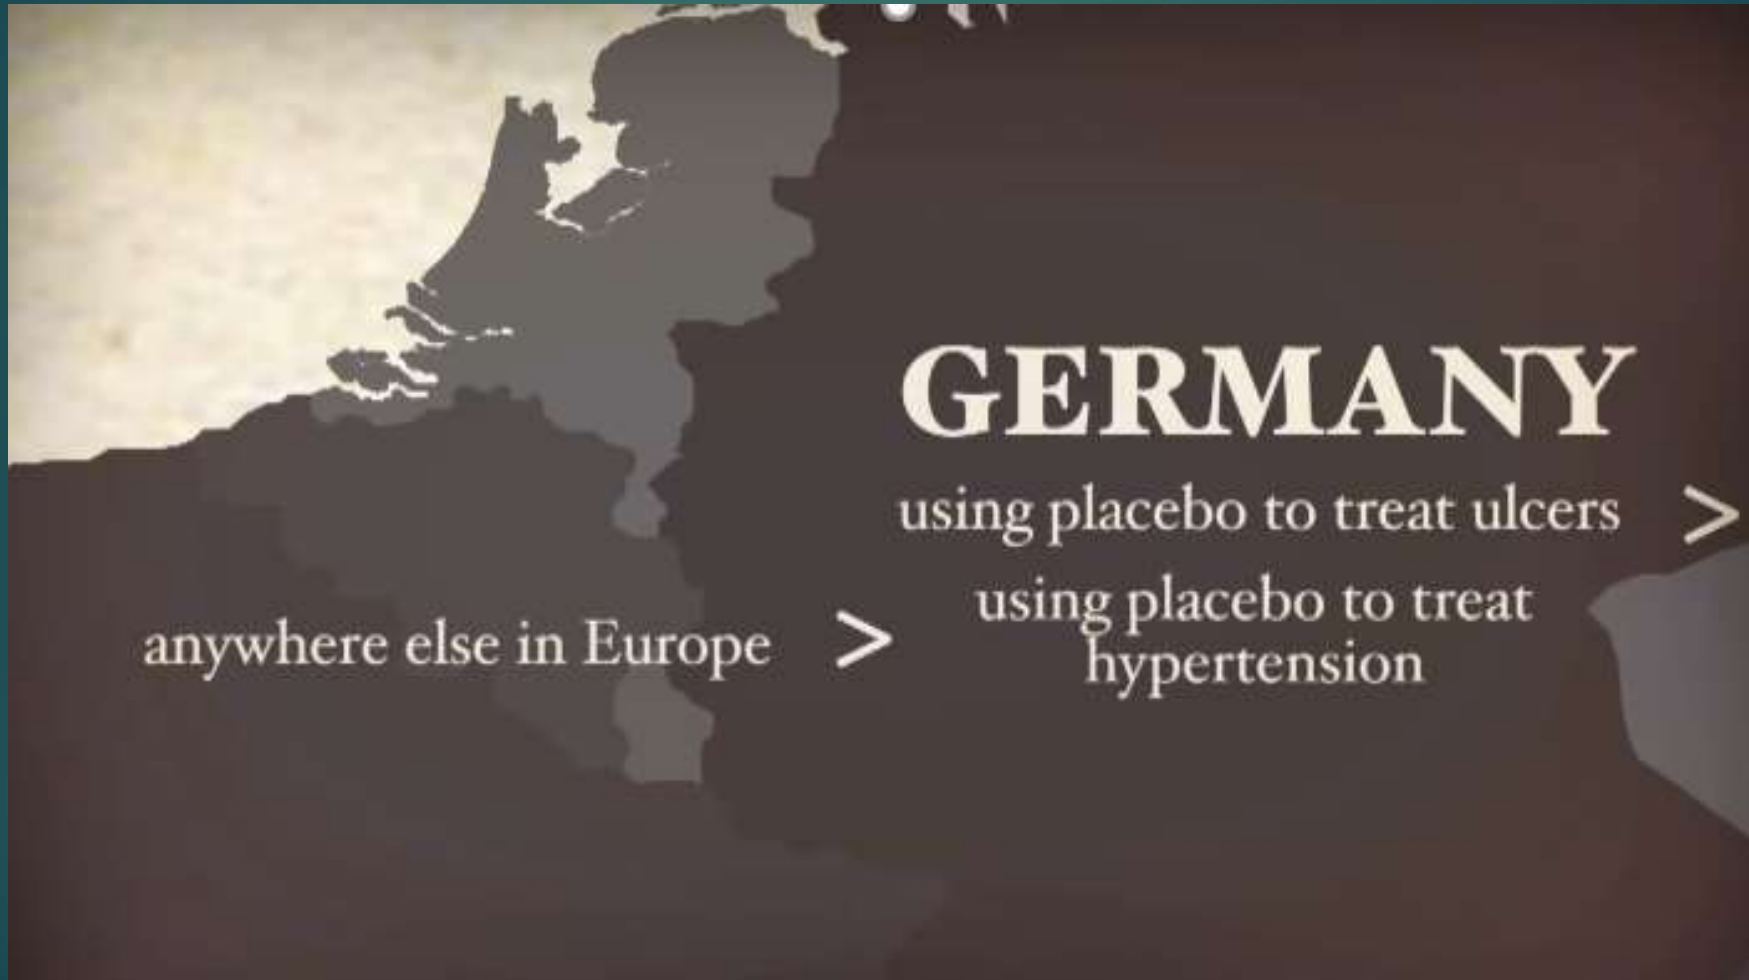 GERMANY
using placebo to treat ulcers >
using placebo to treat
anywhere else in Europe >
hypertension